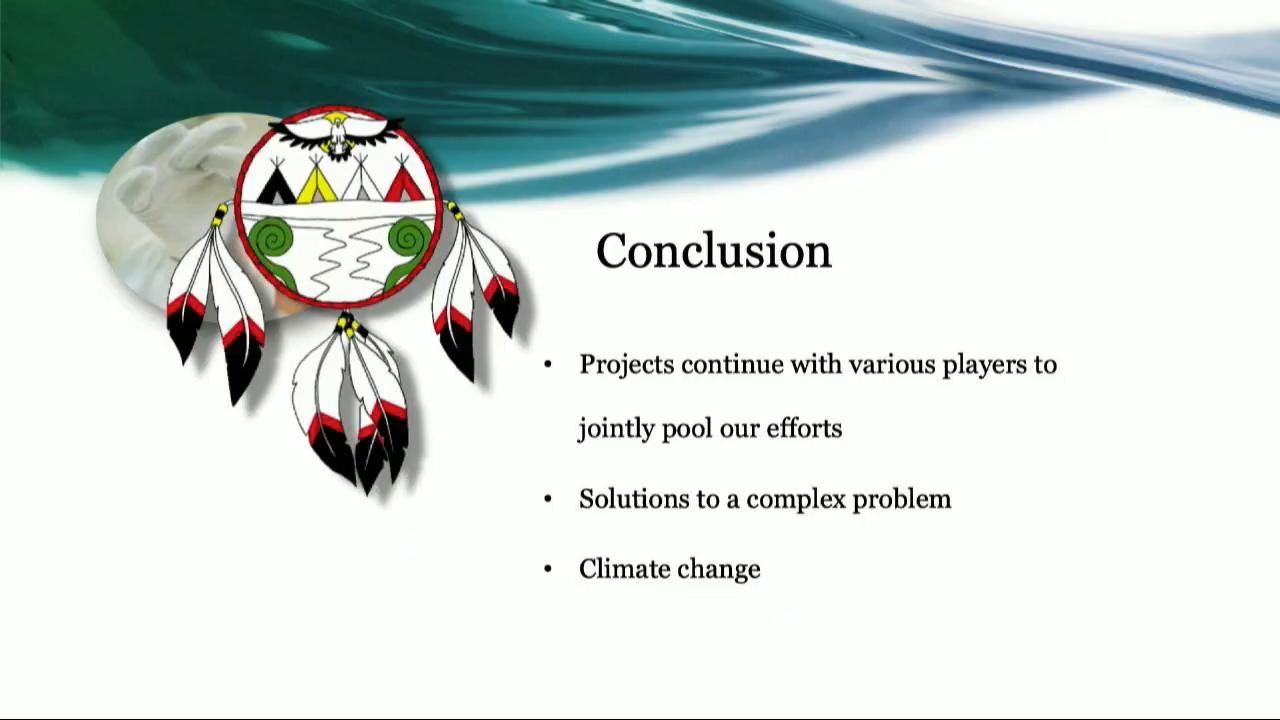 Conclusion
• Projects continue with various players to
jointly pool our efforts
• Solutions to a complex problem
• Climate change